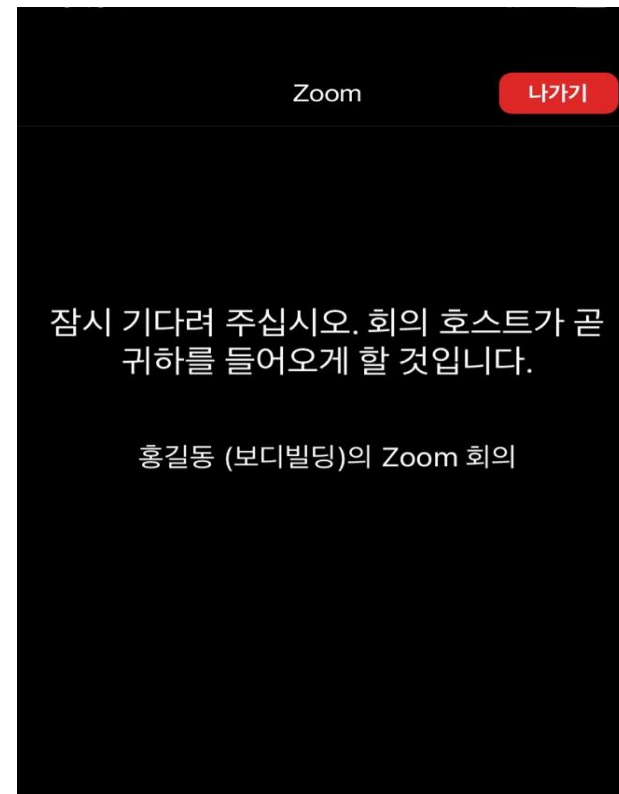 Zoom
나가기
잠시 기다려 주십시오. 회의 호스트가 곧
귀하를 들어오게 할 것입니다.
홍길동 (보디빌딩)의 Zoom 회의